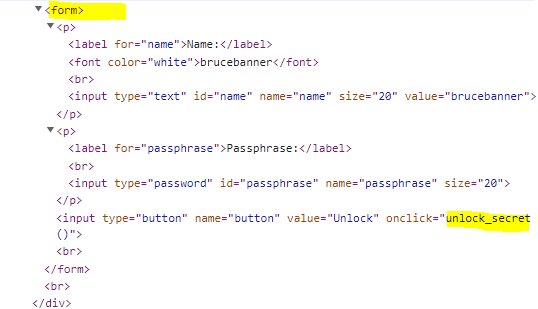 ▼<form>
▼<p>
<label for="name">Name:</label>
<font color="white">brucebanner</font>
<br>
<input type="text" id="name" name="name" size="20" value="brucebanner">
</p>
▼<p>
<label for="passphrase">Passphrase:</label>
<br>
<input type="password" id="passphrase" name="passphrase" size="20">
</p>
<input type="button" name="button" value="Unlock" onclick="unlock_secret
()">
<br>
</form>
<br>
</div>